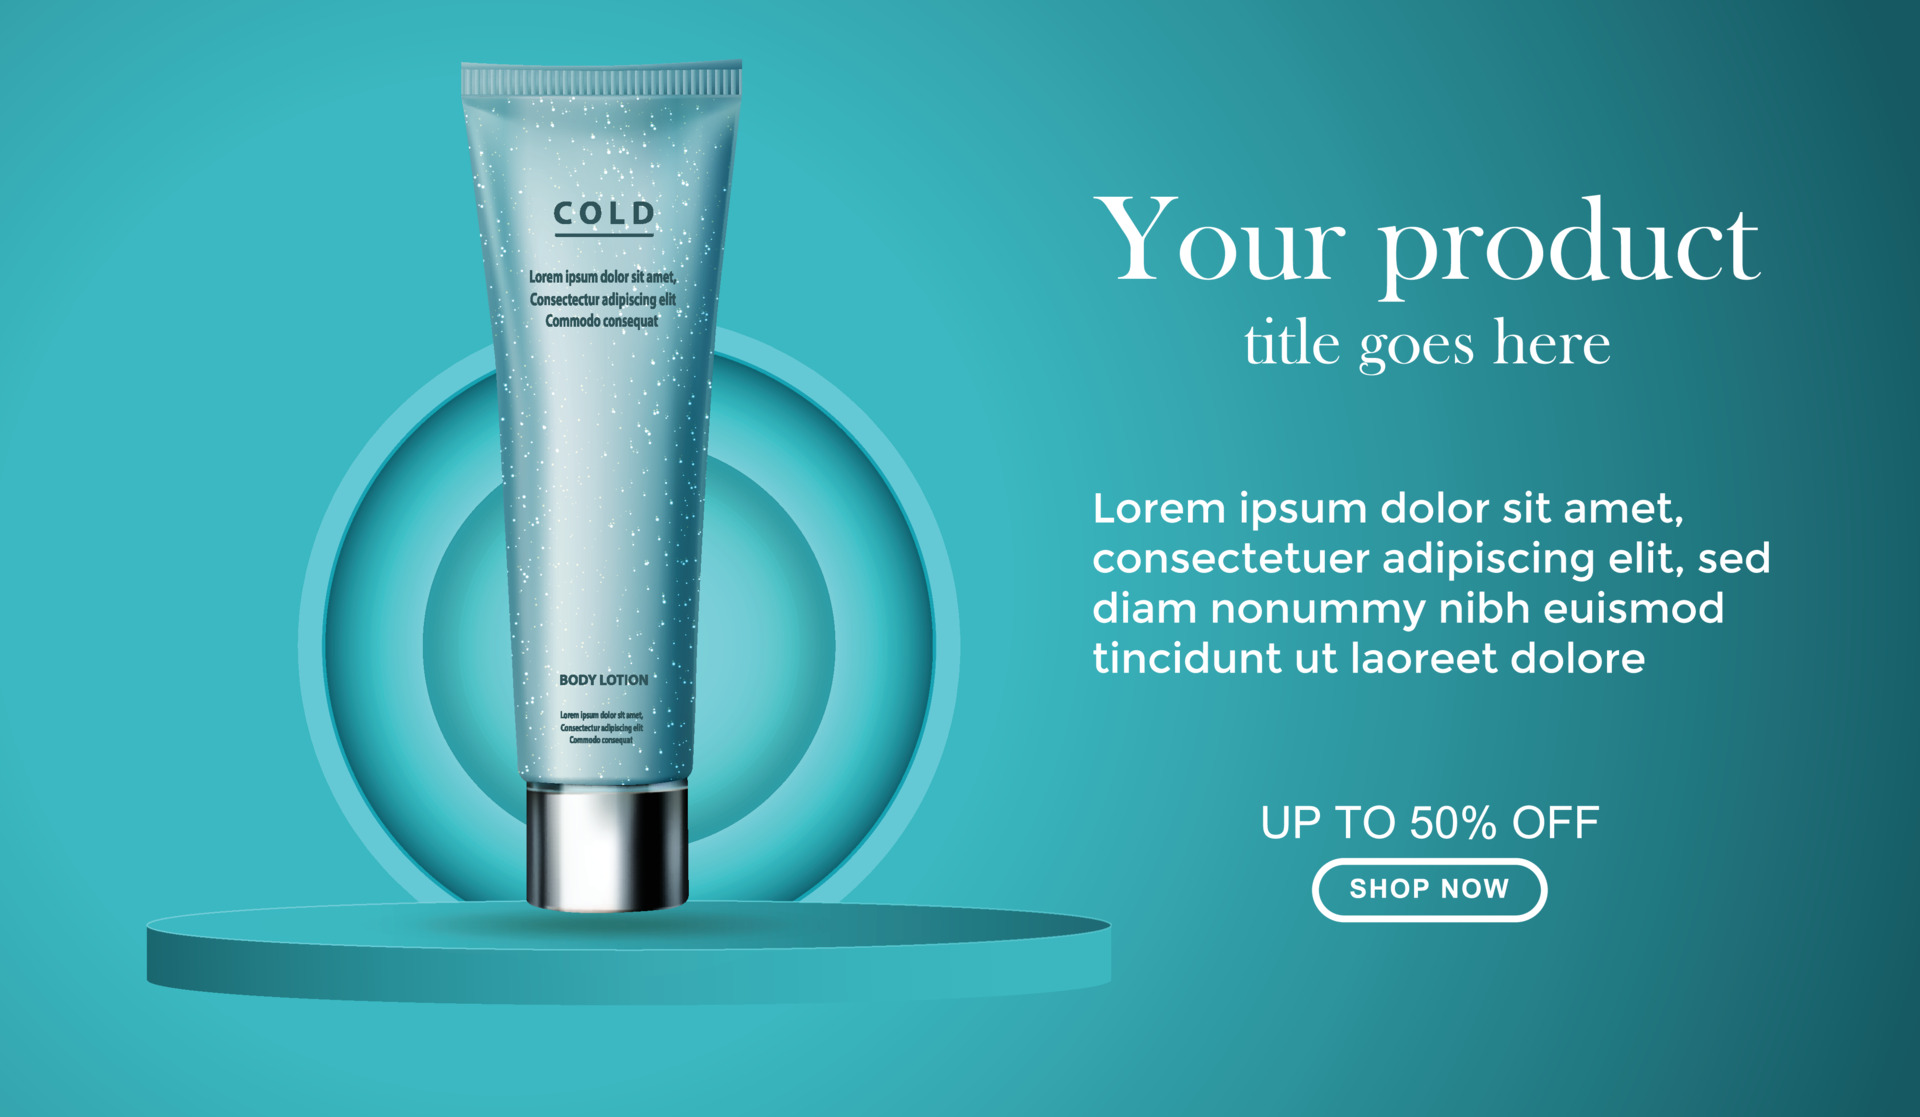 COLD
Lorem ipsum dolor sit amet,
Consectectur adipiscing elit
Commodo consequat
BODY LOTION
Lorem ipsum dolor sit amet,
Consectectur adipiscing elit
Commodo consequat
Your product
title goes here
Lorem ipsum dolor sit amet,
consectetuer adipiscing elit, sed
diam nonummy nibh euismod
tincidunt ut laoreet dolore
UP TO 50% OFF
SHOP NOW